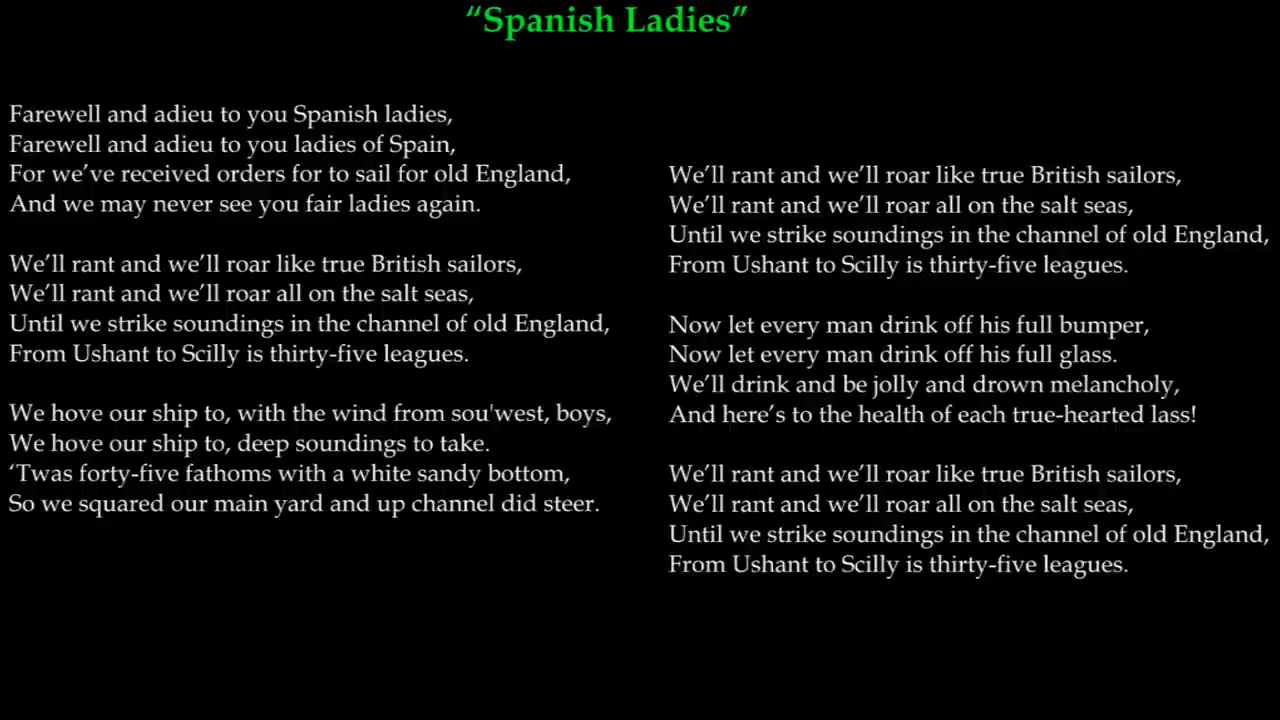 “Spanish Ladies”
Farewell and adieu to you Spanish ladies,
Farewell and adieu to you ladies of Spain,
For we’ve received orders for to sail for old England,
And we may never see you fair ladies again.
We’ll rant and we’ll roar like true British sailors,
We’ll rant and we’ll roar all on the salt seas,
Until we strike soundings in the channel of old England,
From Ushant to Scilly is thirty-five leagues.
We hove our ship to, with the wind from sou'west, boys,
We hove our ship to, deep soundings to take.
‘Twas forty-five fathoms with a white sandy bottom,
So we squared our main yard and up channel did steer.
We’ll rant and we’ll roar like true British sailors,
We’ll rant and we’ll roar all on the salt seas,
Until we strike soundings in the channel of old England,
From Ushant to Scilly is thirty-five leagues.
Now let every man drink off his full bumper,
Now let every man drink off his full glass.
We’ll drink and be jolly and drown melancholy,
And here’s to the health of each true-hearted lass!
We’ll rant and we’ll roar like true British sailors,
We’ll rant and we’ll roar all on the salt seas,
Until we strike soundings in the channel of old England,
From Ushant to Scilly is thirty-five leagues.